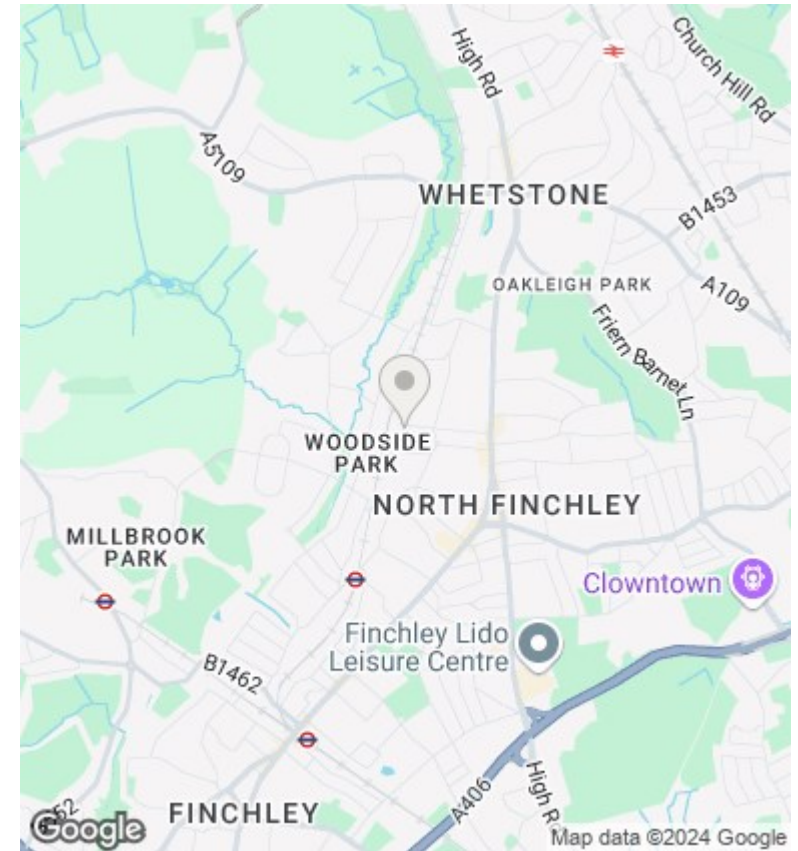 High Rd
Church Hill Rd
A5109
WHETSTONE
B1453
OAKLEIGH PARK
A109
Friern Barnet Ln
WOODSIDE
PARK
NORTH FINCHLEY
MILLBROOK
PARK
Clowntown
Finchley Lido
Leisure Centre
B1462
FINCHLEY
A406
High
Google
Map data ©2024 Google